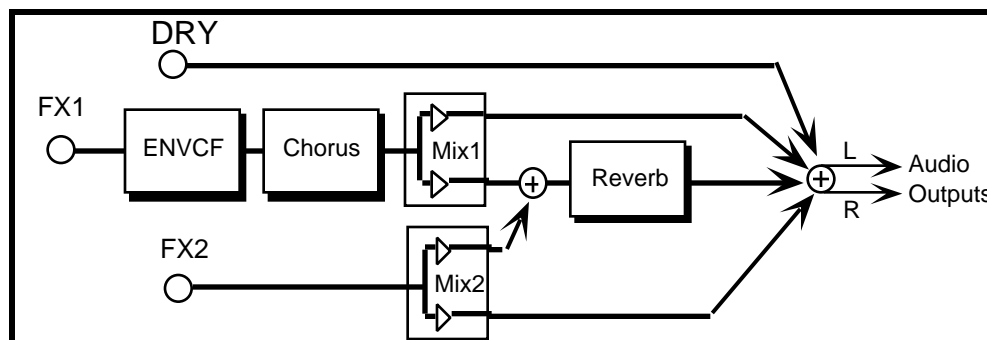 DRY
FX1
ENVCF
Chorus
Mix1
Reverb
L
R
Audio
Outputs
FX2
Mix2